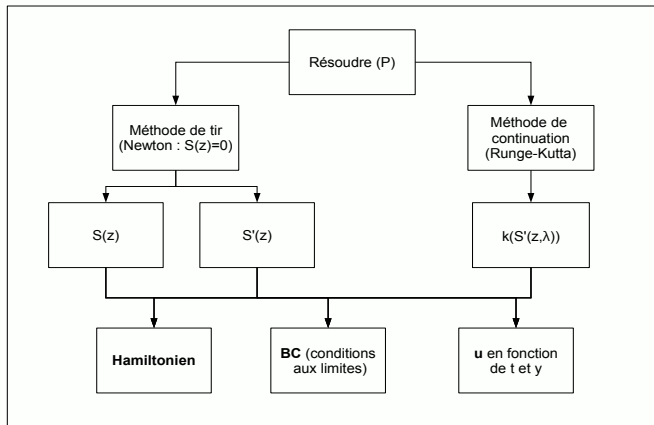 Résoudre (P)
Méthode de tir
(Newton : S(z)=0)
Méthode de
continuation
(Runge-Kutta)
S(z)
S'(z)
k(S'(z,λ))
Hamiltonien
BC (conditions
aux limites)
u en fonction
de t et y